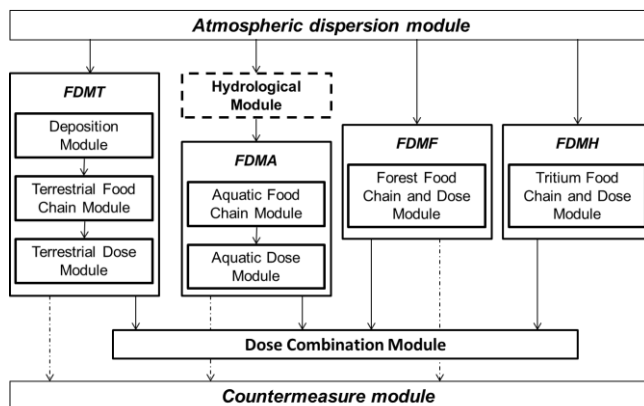 Atmospheric dispersion module
FDMT
Deposition
Module
Terrestrial Food
Chain Module
Terrestrial Dose
Module
Hydrological
Module
FDMA
Aquatic Food
Chain Module
Aquatic Dose
Module
FDMF
Forest Food
Chain and Dose
Module
FDMH
Tritium Food
Chain and Dose
Module
Dose Combination Module
Countermeasure module